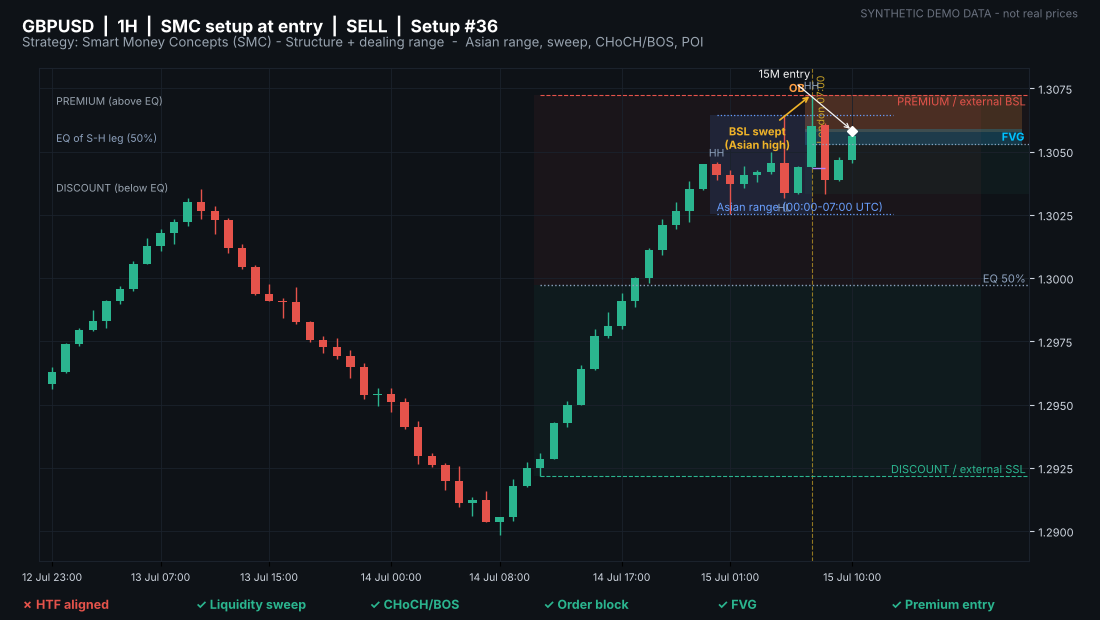 SYNTHETIC DEMO DATA - not real prices
GBPUSD | 1H | SMC setup at entry | SELL | Setup #36
Strategy: Smart Money Concepts (SMC) - Structure + dealing range - Asian range, sweep, CHoCH/BOS, POI
15M entry
OB
HH
London 07:00
PREMIUM (above EQ)
PREMIUM / external BSL
EQ of S-H leg (50%)
BSL swept
(Asian high)
FVG
HH
DISCOUNT (below EQ)
Asian range (00:00-07:00 UTC)
EQ 50%
DISCOUNT / external SSL
1.3075
1.3050
1.3025
1.3000
1.2975
1.2950
1.2925
1.2900
12 Jul 23:00
13 Jul 07:00
13 Jul 15:00
14 Jul 00:00
14 Jul 08:00
14 Jul 17:00
15 Jul 01:00
15 Jul 10:00
× HTF aligned
✓ Liquidity sweep
✓ CHoCH/BOS
✓ Order block
✓ FVG
✓ Premium entry